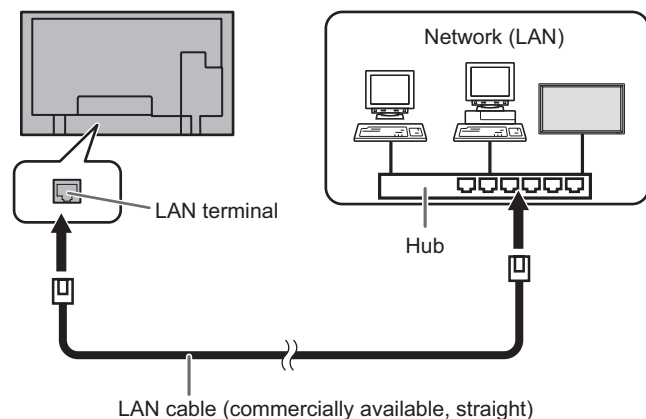 Network (LAN)
LAN terminal
Hub
LAN cable (commercially available, straight)